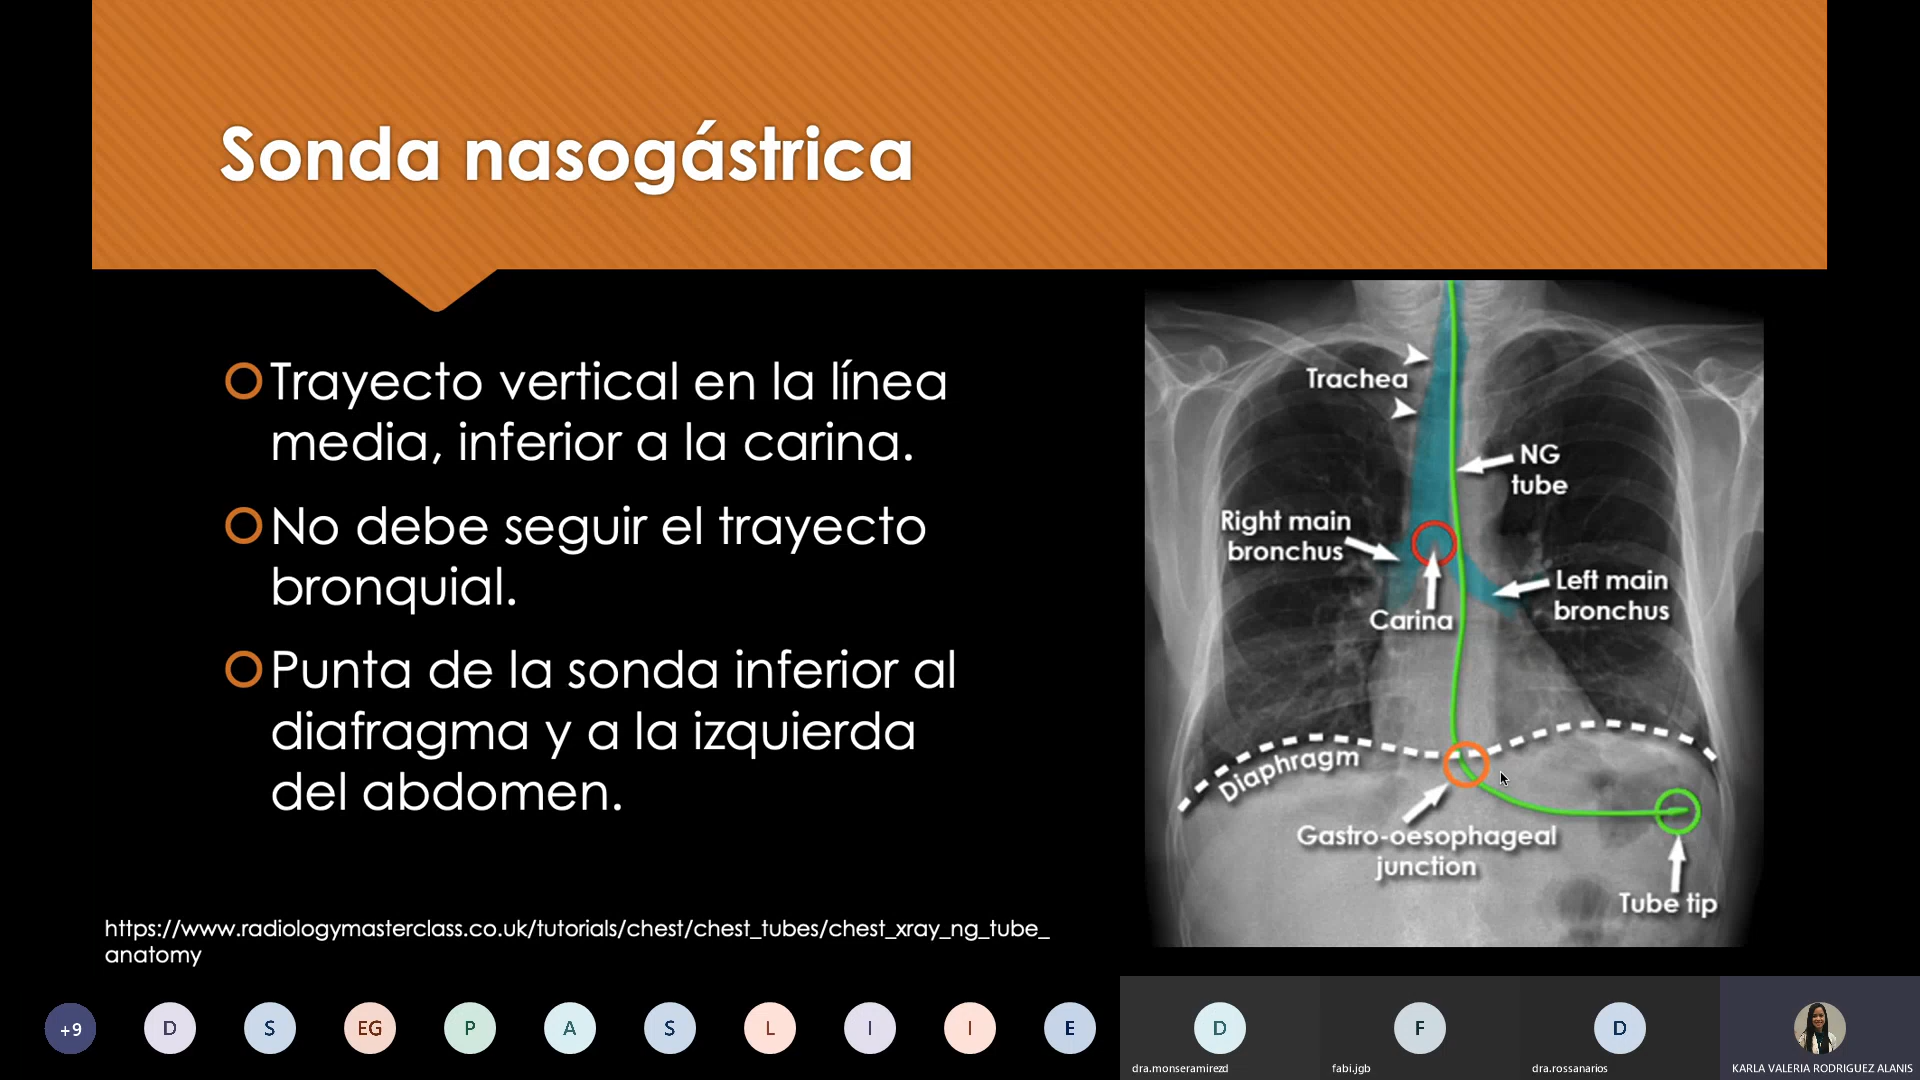 Sonda nasogástrica
Trayecto vertical en la línea
media, inferior a la carina.
No debe seguir el trayecto
bronquial.
Punta de la sonda inferior al
diafragma y a la izquierda
del abdomen.
https://www.radiologymasterclass.co.uk/tutorials/chest/chest_tubes/chest_xray_ng_tube_
anatomy
Trachea
NG
tube
Right main
bronchus
Left main
bronchus
Carina
Diaphragm
Gastro-oesophageal
junction
Tube tip
+9
D
S
EG
P
A
S
L
I
I
E
D
F
D
dra.monseramirezd
fabi.jgb
dra.rossanarios
KARLA VALERIA RODRIGUEZ ALANIS